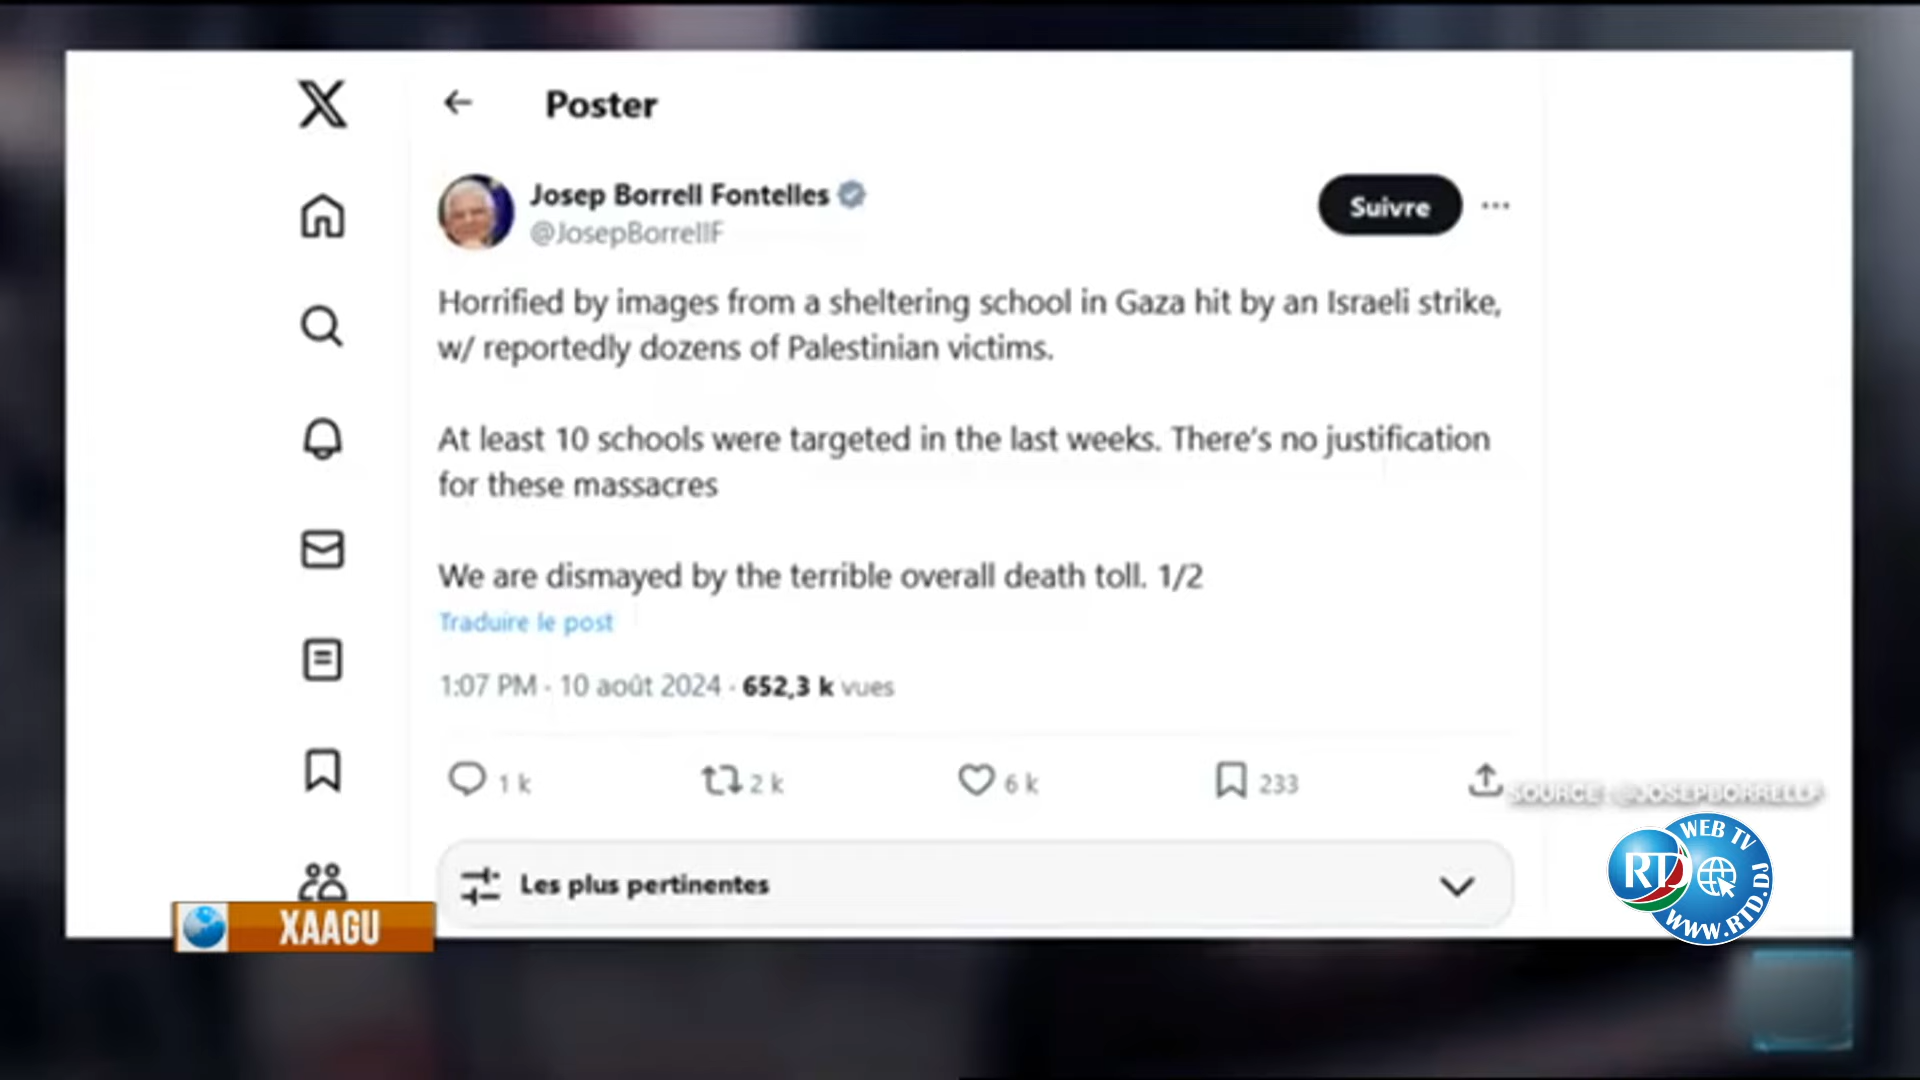 Poster
Josep Borrell Fontelles
@JosepBorrellF
Suivre
Horrified by images from a sheltering school in Gaza hit by an Israeli strike,
w/ reportedly dozens of Palestinian victims.
At least 10 schools were targeted in the last weeks. There's no justification
for these massacres
We are dismayed by the terrible overall death toll. 1/2
Traduire le post
1:07 PM · 10 août 2024 · 652,3 k vues
1 k
2 k
6 k
233
SOURCE : @JOSEPBORRELLF
Les plus pertinentes
XAAGU
WEB TV
RTD
WWW.RTD.DJ